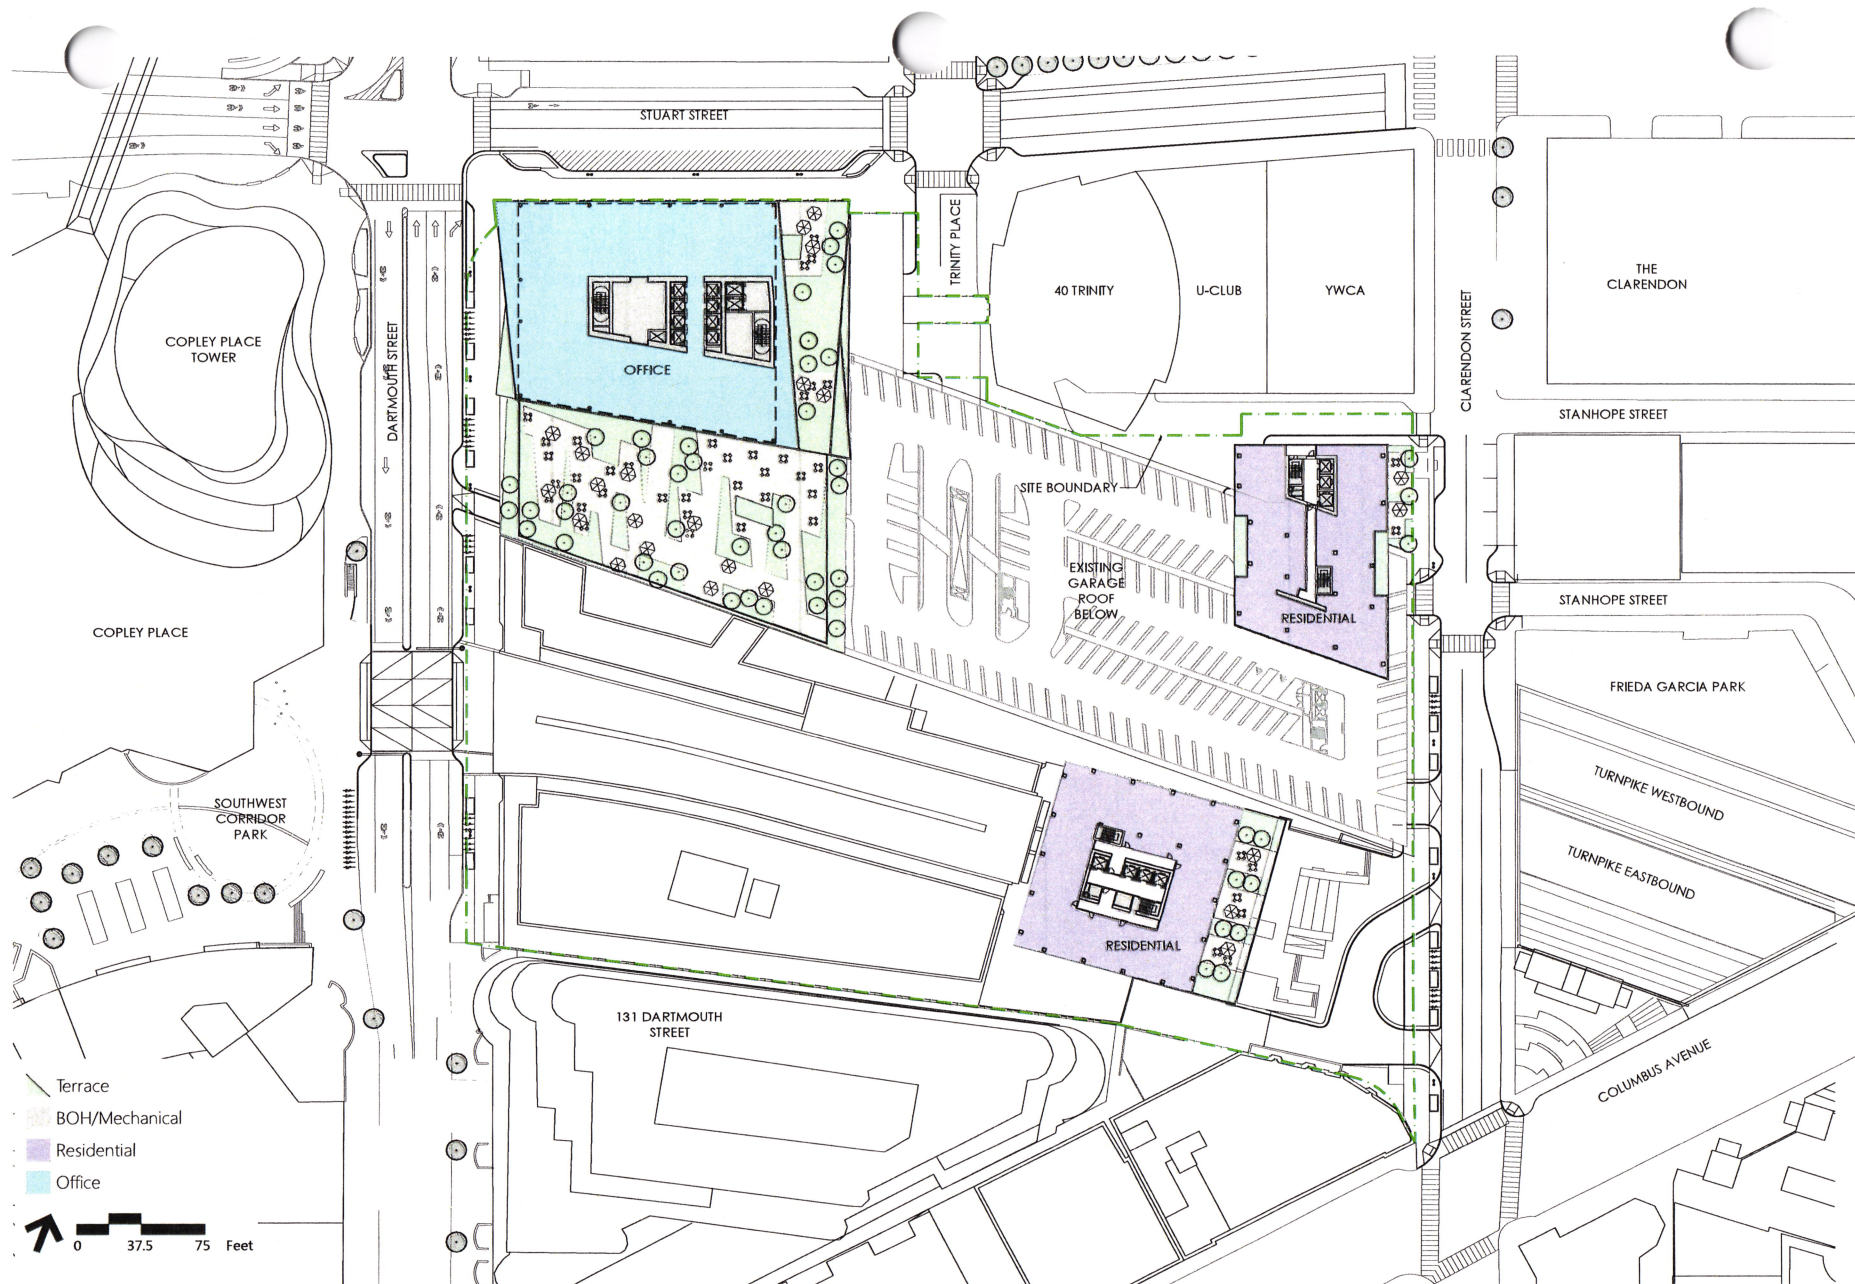 STUART STREET
TRINITY PLACE
40 TRINITY
U-CLUB
YWCA
THE
CLARENDON
CLARENDON STREET
COPLEY PLACE
TOWER
DARTMOUTH STREET
OFFICE
STANHOPE STREET
SITE BOUNDARY
EXISTING
GARAGE
ROOF
BELOW
RESIDENTIAL
STANHOPE STREET
COPLEY PLACE
FRIEDA GARCIA PARK
TURNPIKE WESTBOUND
SOUTHWEST
CORRIDOR
PARK
TURNPIKE EASTBOUND
RESIDENTIAL
131 DARTMOUTH
STREET
COLUMBUS AVENUE
Terrace
BOH/Mechanical
Residential
Office
0 37.5 75 Feet